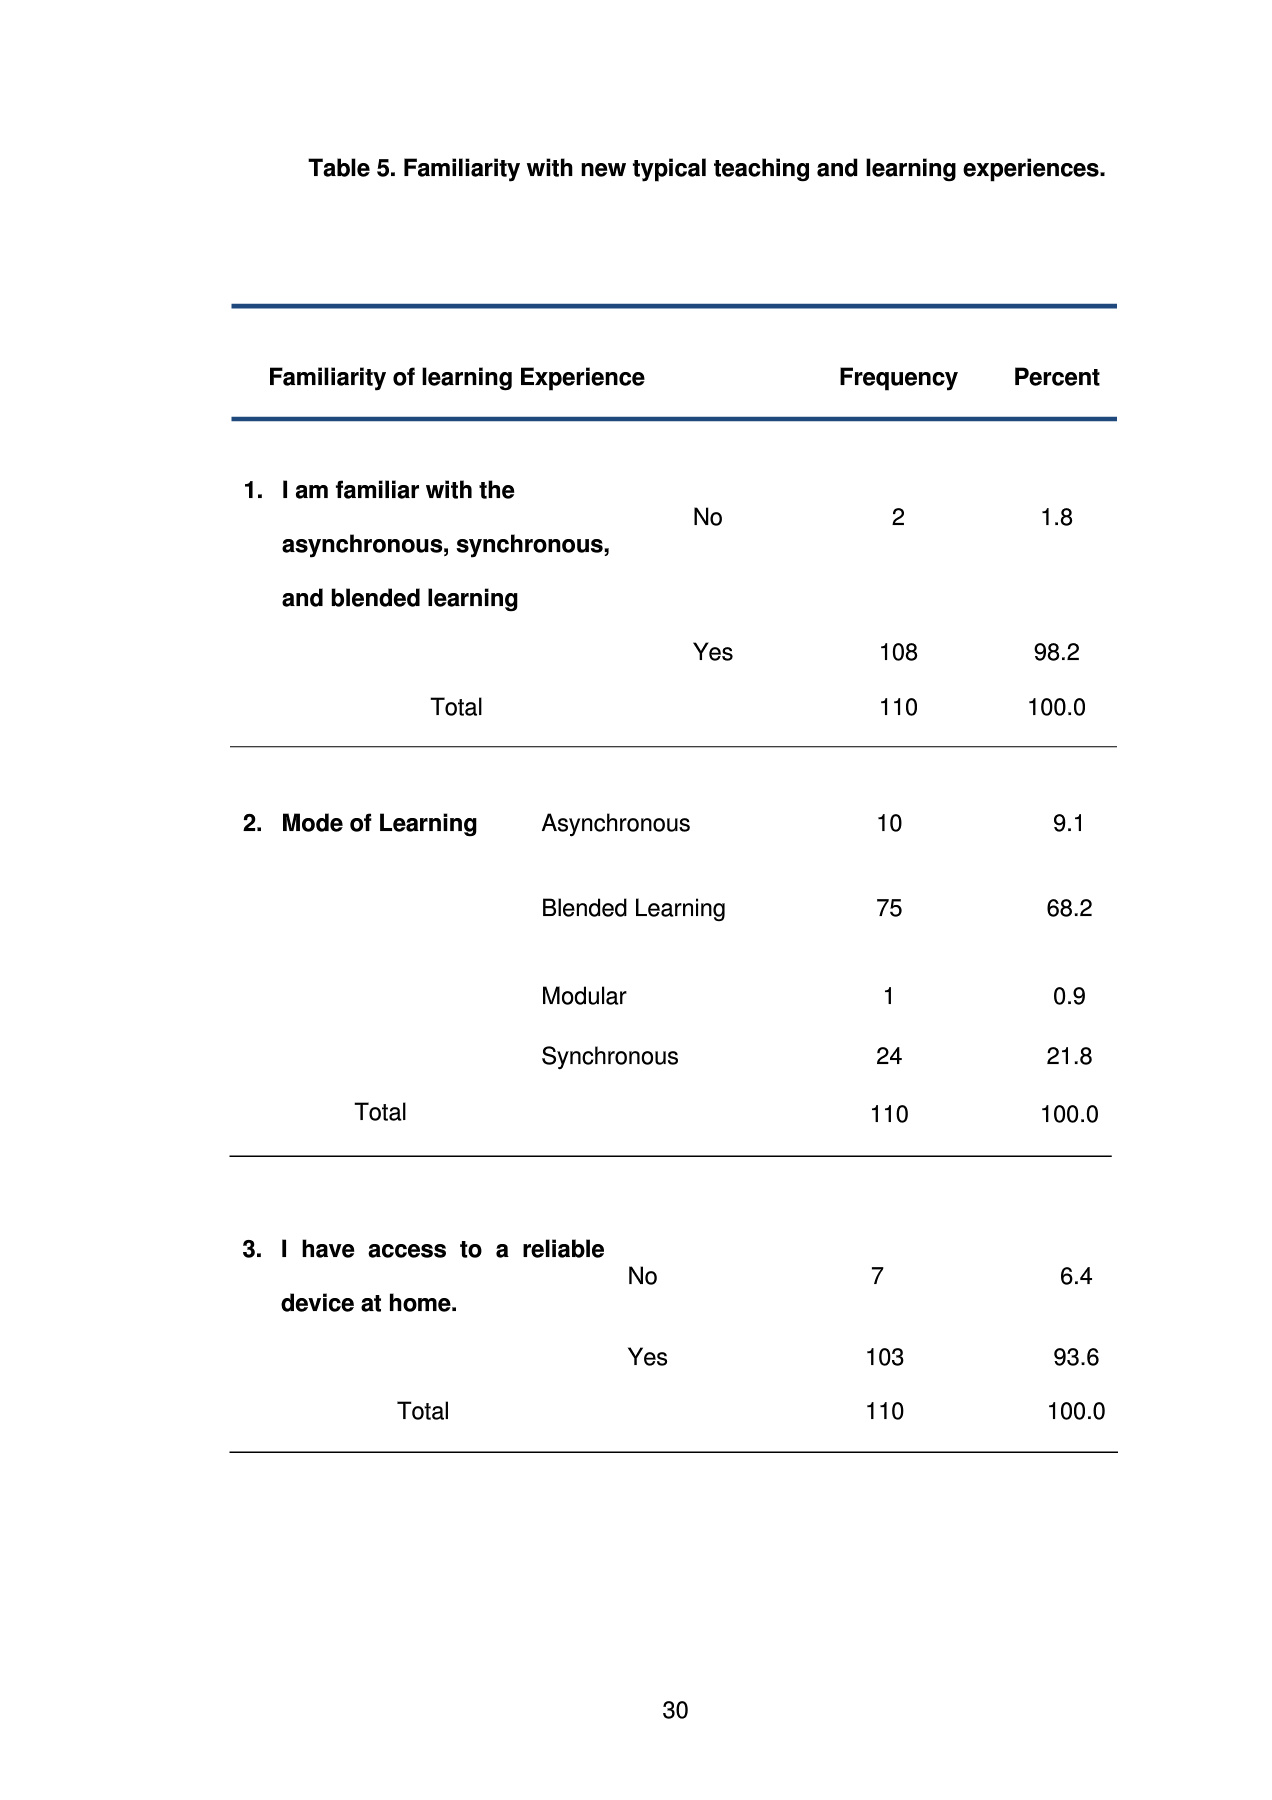 Table 5. Familiarity with new typical teaching and learning experiences.
Familiarity of learning Experience Frequency Percent
1. I am familiar with the
No 2 1.8
asynchronous, synchronous,
and blended learning
Yes 108 98.2
Total 110 100.0
2. Mode of Learning Asynchronous 10 9.1
Blended Learning 75 68.2
Modular 1 0.9
Synchronous 24 21.8
Total 110 100.0
3. I have access to a reliable
No 7 6.4
device at home.
Yes 103 93.6
Total 110 100.0
30